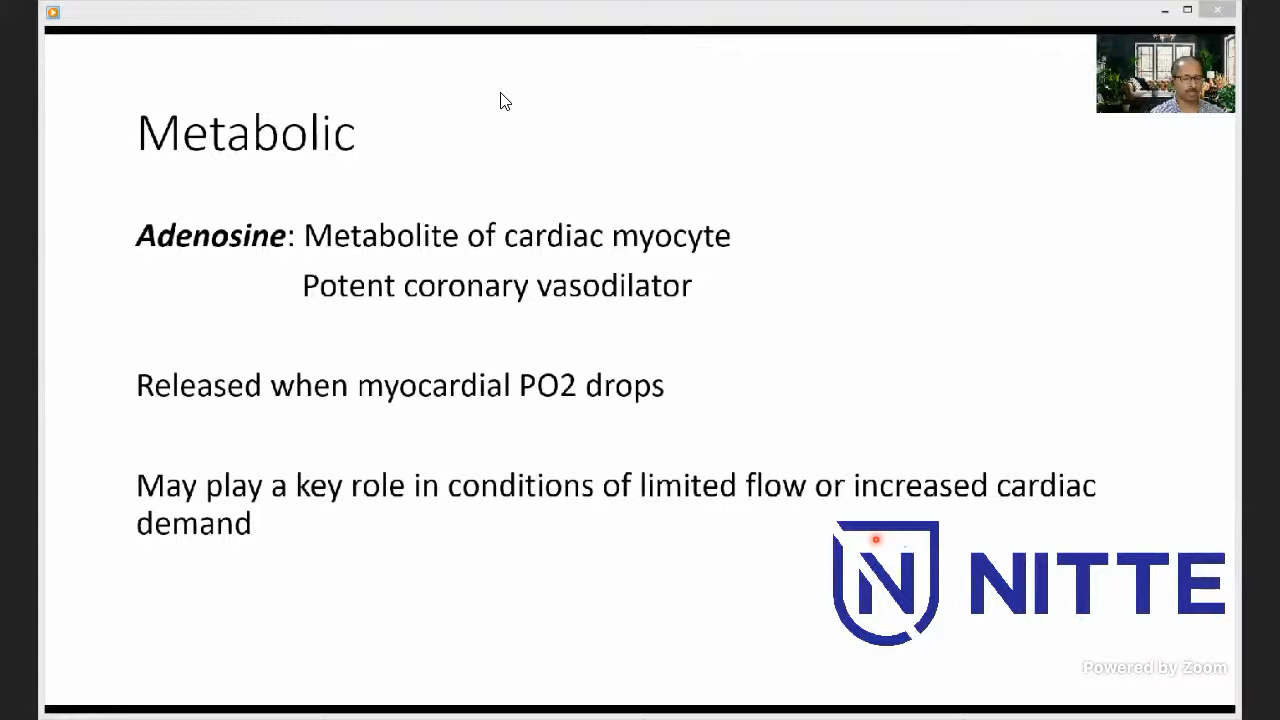 Metabolic
Adenosine: Metabolite of cardiac myocyte
Potent coronary vasodilator
Released when myocardial PO2 drops
May play a key role in conditions of limited flow or increased cardiac
demand
N NITTE
Powered by Zoom